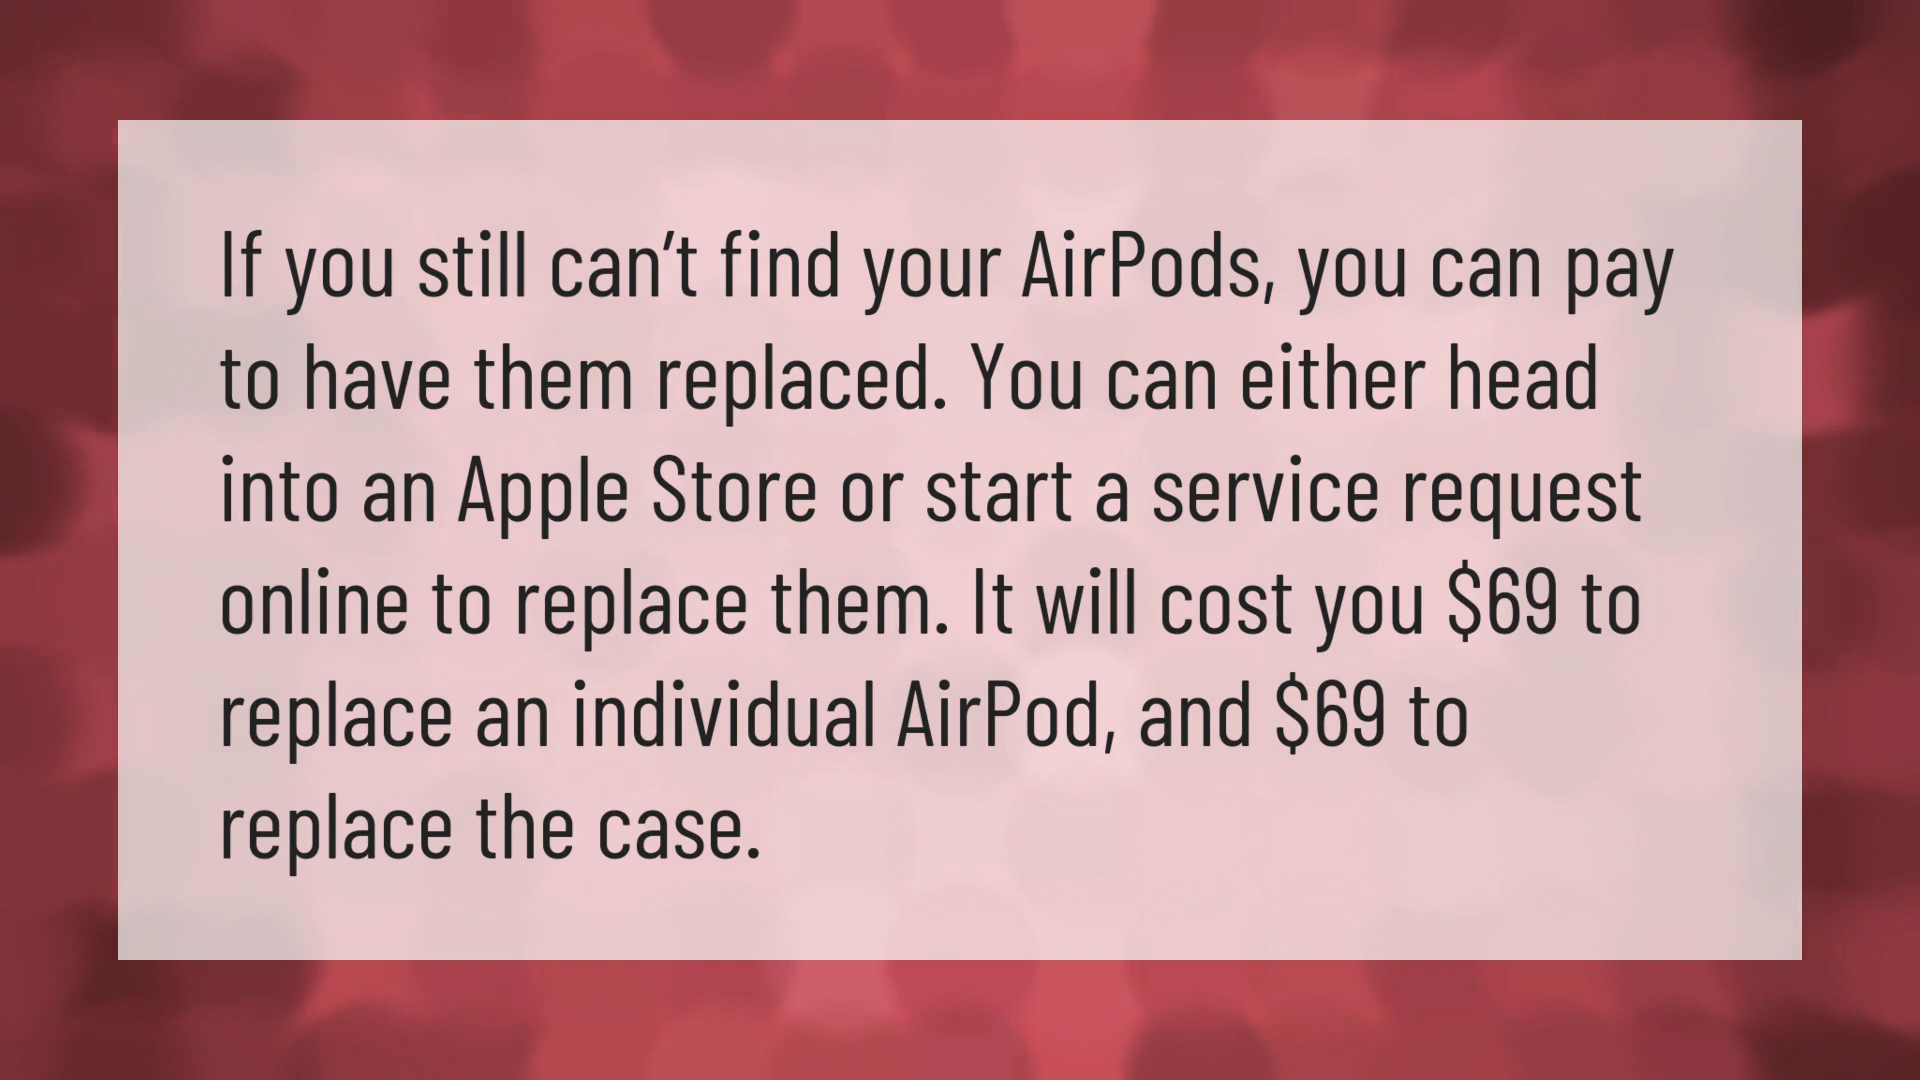 If you still can’t find your AirPods, you can pay
to have them replaced. You can either head
into an Apple Store or start a service request
online to replace them. It will cost you $69 to
replace an individual AirPod, and $69 to
replace the case.